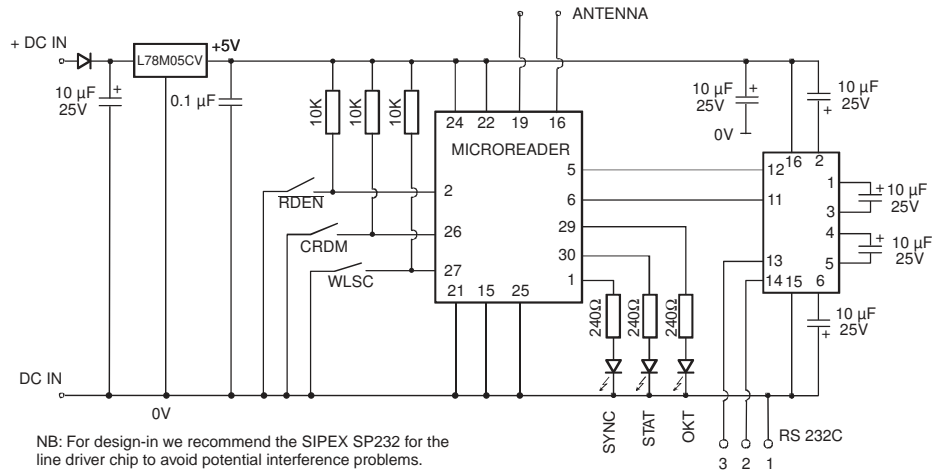 ANTENNA
+ DC IN
L78M05CV
+5V
10 µF
25V
+
0.1 µF
10K
10K
10K
24
22
19
16
MICROREADER
10 µF
25V
+
0V
10 µF
25V
+
16
2
5
12
1
+
10 µF
25V
2
RDEN
6
11
3
26
CRDM
29
4
+
10 µF
25V
30
13
5
27
WLSC
1
14
15
6
21
15
25
240Ω
240Ω
240Ω
10 µF
25V
+
DC IN
0V
SYNC
STAT
OKT
RS 232C
3
2
1
NB: For design-in we recommend the SIPEX SP232 for the
line driver chip to avoid potential interference problems.